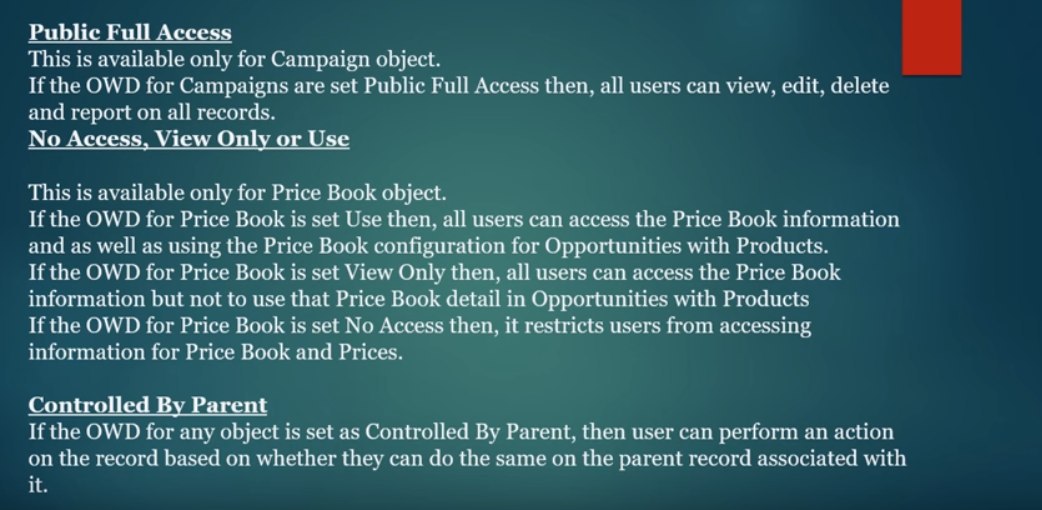 Public Full Access
This is available only for Campaign object.
If the OWD for Campaigns are set Public Full Access then, all users can view, edit, delete
and report on all records.
No Access, View Only or Use
This is available only for Price Book object.
If the OWD for Price Book is set Use then, all users can access the Price Book information
and as well as using the Price Book configuration for Opportunities with Products.
If the OWD for Price Book is set View Only then, all users can access the Price Book
information but not to use that Price Book detail in Opportunities with Products
If the OWD for Price Book is set No Access then, it restricts users from accessing
information for Price Book and Prices.
Controlled By Parent
If the OWD for any object is set as Controlled By Parent, then user can perform an action
on the record based on whether they can do the same on the parent record associated with
it.